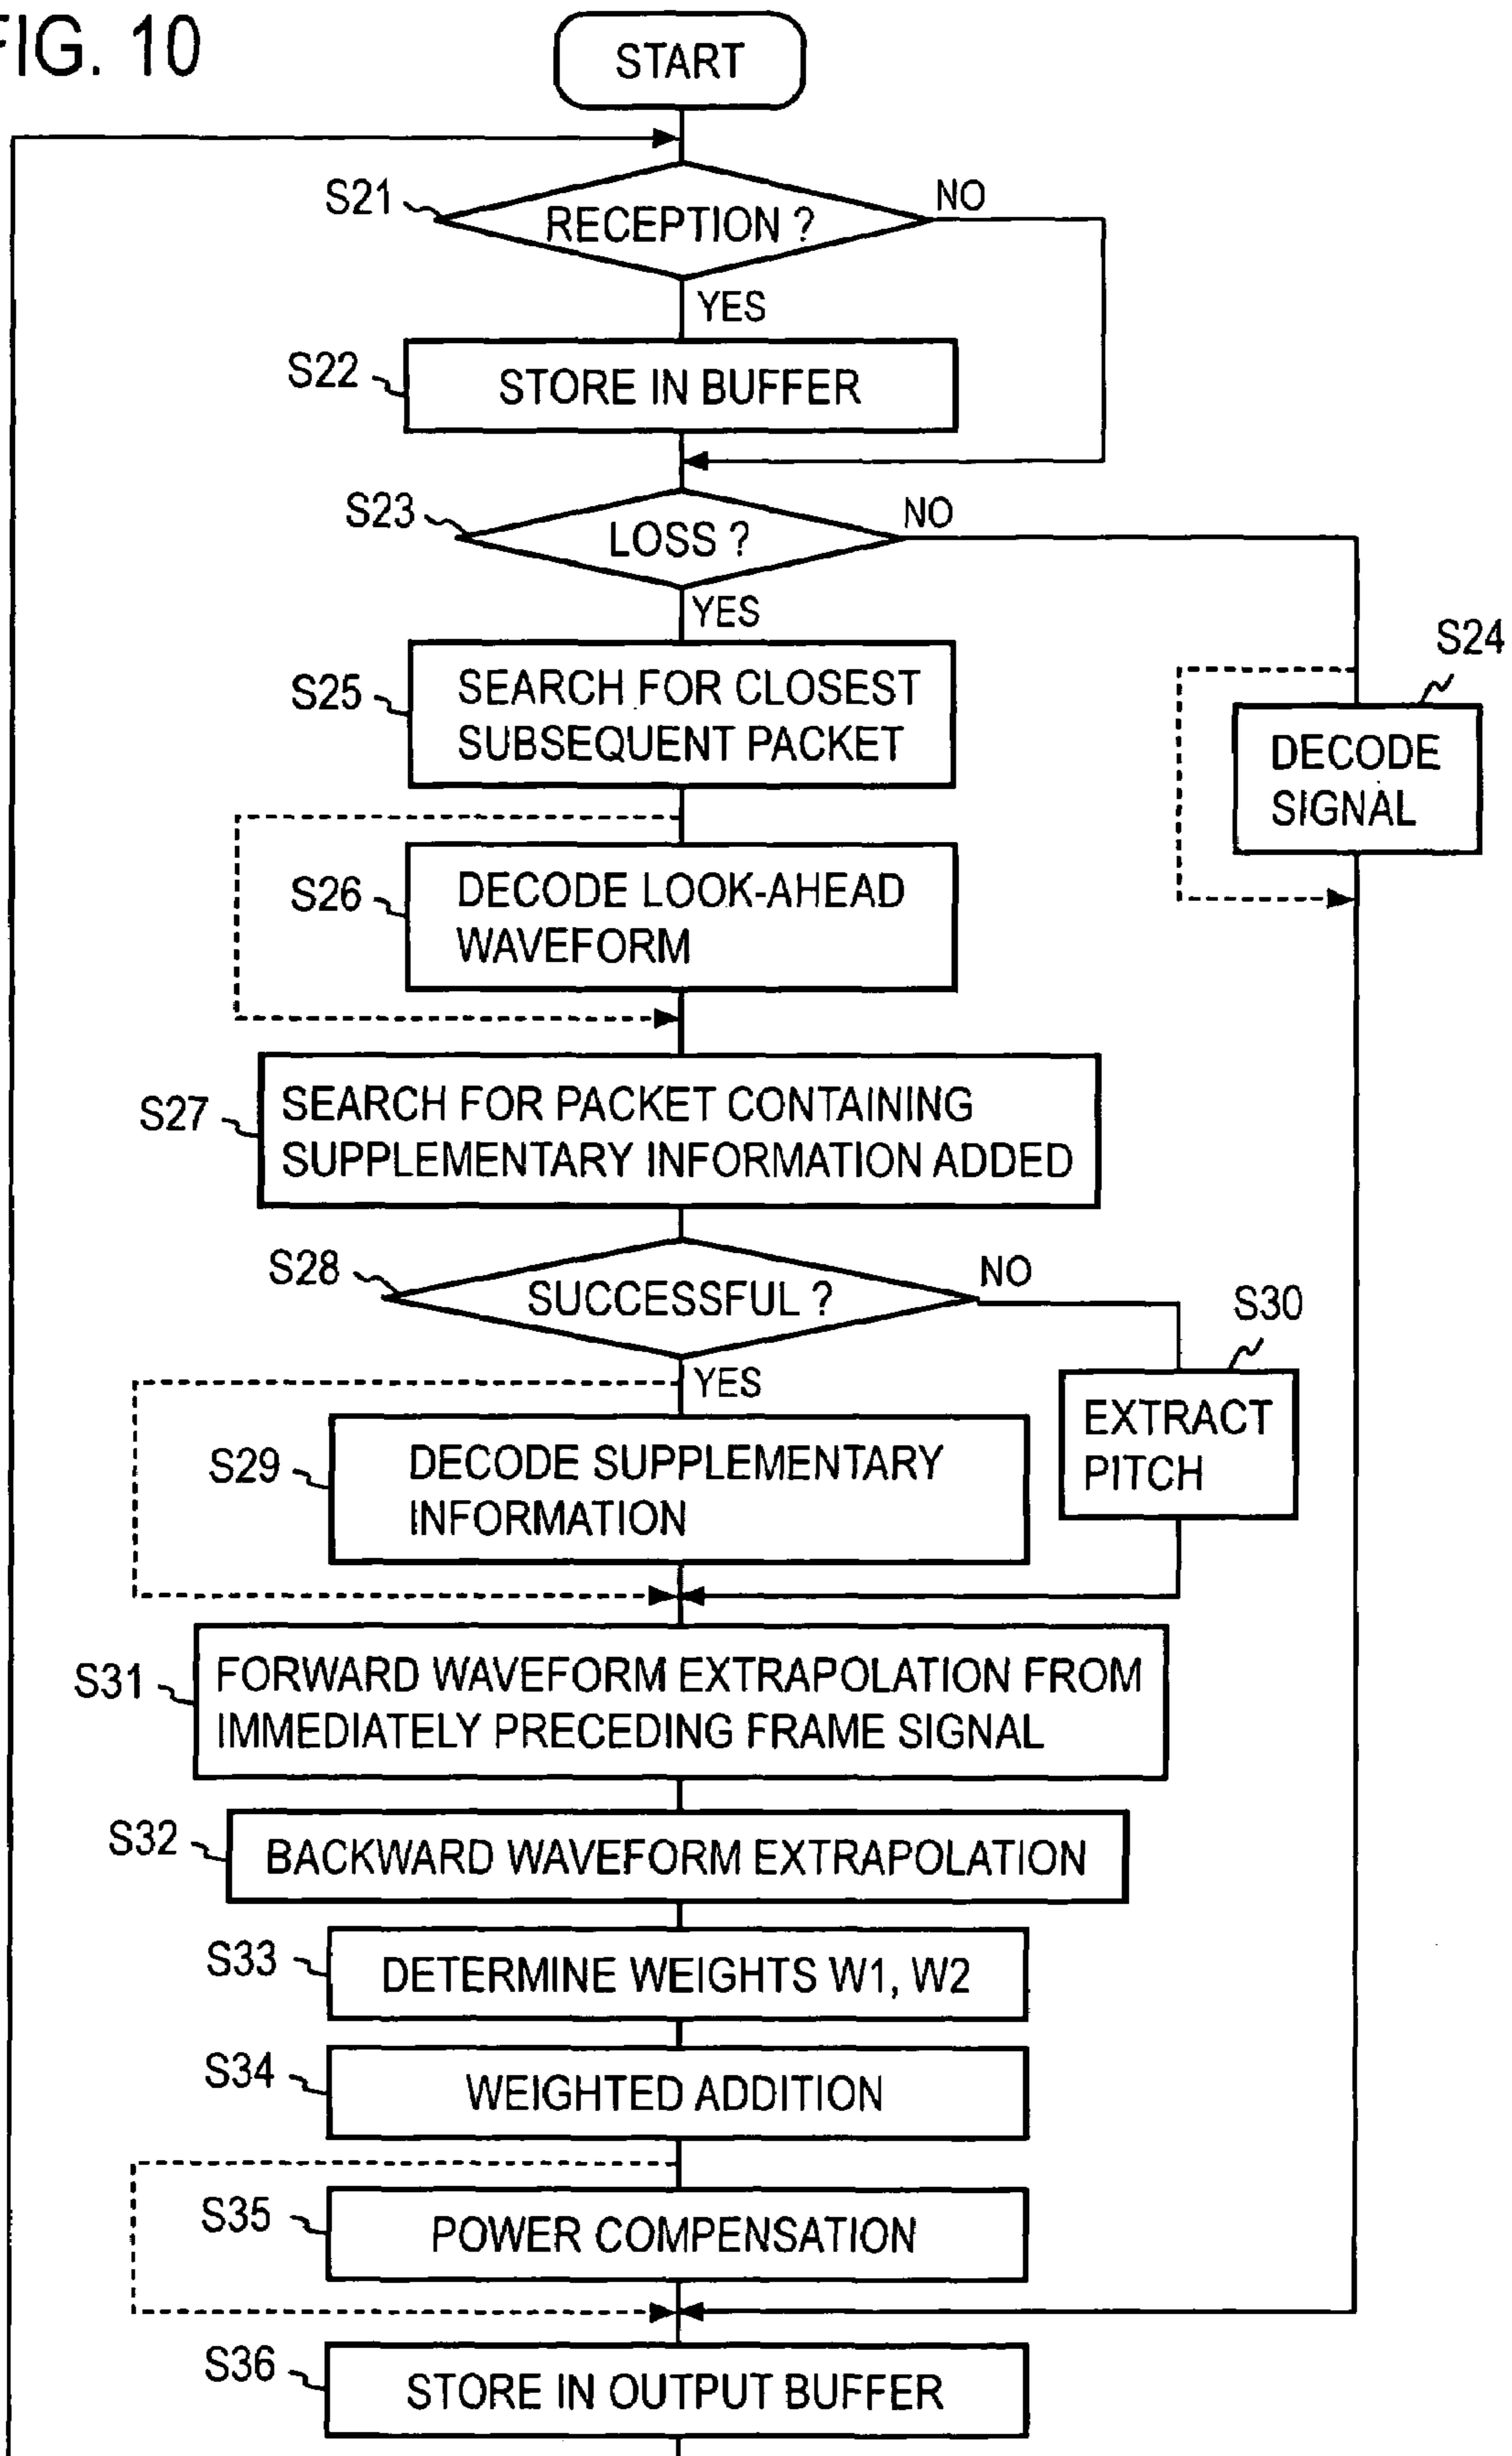 FIG. 10
START
S21
RECEPTION ?
NO
YES
S22
STORE IN BUFFER
S23
LOSS ?
NO
YES
S24
DECODE
SIGNAL
S25
SEARCH FOR CLOSEST
SUBSEQUENT PACKET
S26
DECODE LOOK-AHEAD
WAVEFORM
S27
SEARCH FOR PACKET CONTAINING
SUPPLEMENTARY INFORMATION ADDED
S28
SUCCESSFUL ?
NO
YES
S30
EXTRACT
PITCH
S29
DECODE SUPPLEMENTARY
INFORMATION
S31
FORWARD WAVEFORM EXTRAPOLATION FROM
IMMEDIATELY PRECEDING FRAME SIGNAL
S32
BACKWARD WAVEFORM EXTRAPOLATION
S33
DETERMINE WEIGHTS W1, W2
S34
WEIGHTED ADDITION
S35
POWER COMPENSATION
S36
STORE IN OUTPUT BUFFER